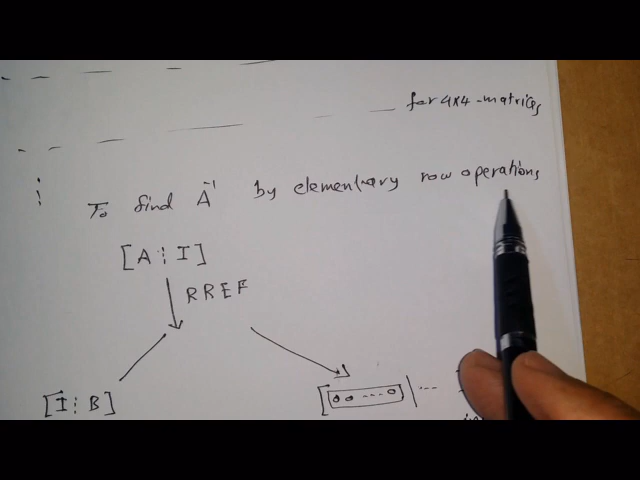 for 4x4 - matrices
To find A⁻¹ by elementary row operations
[A ⋮ I]
RREF
[I ⋮ B]
[0 0 ... 0 | ...